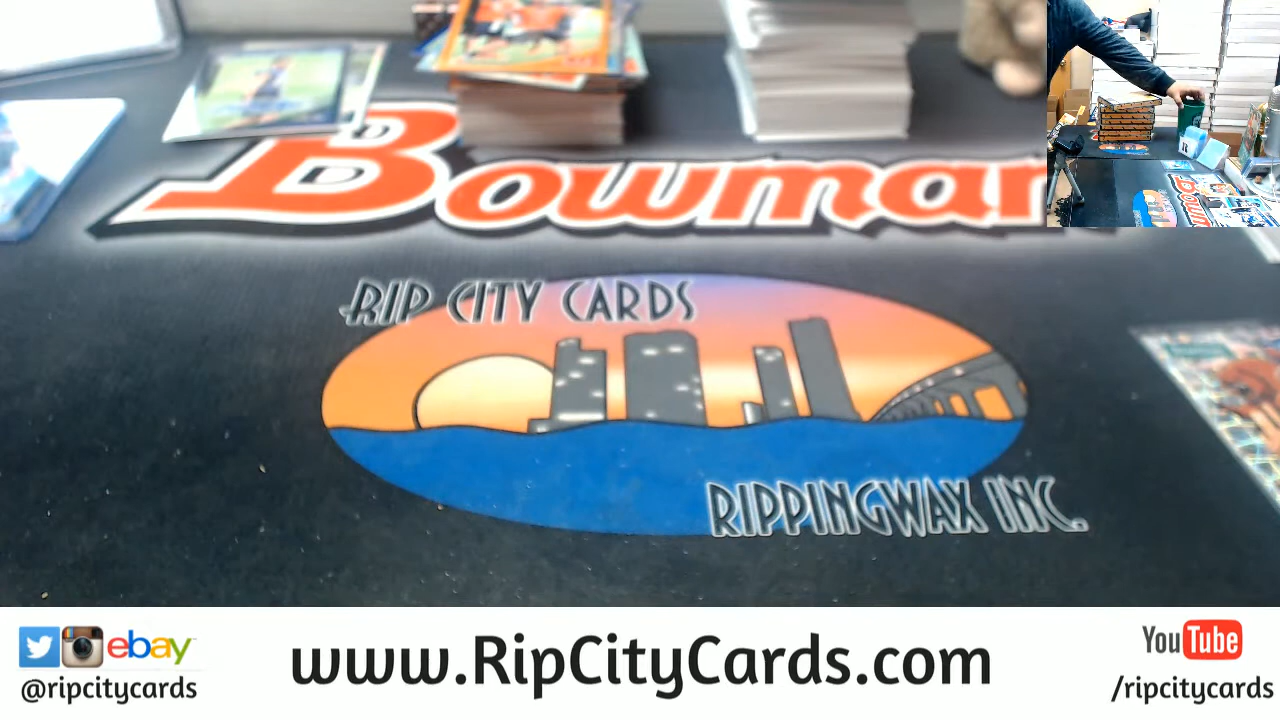 Bowman
RIP CITY CARDS
RIPPINGWAX INC.
ebay
www.RipCityCards.com
YouTube
@ripcitycards
/ripcitycards